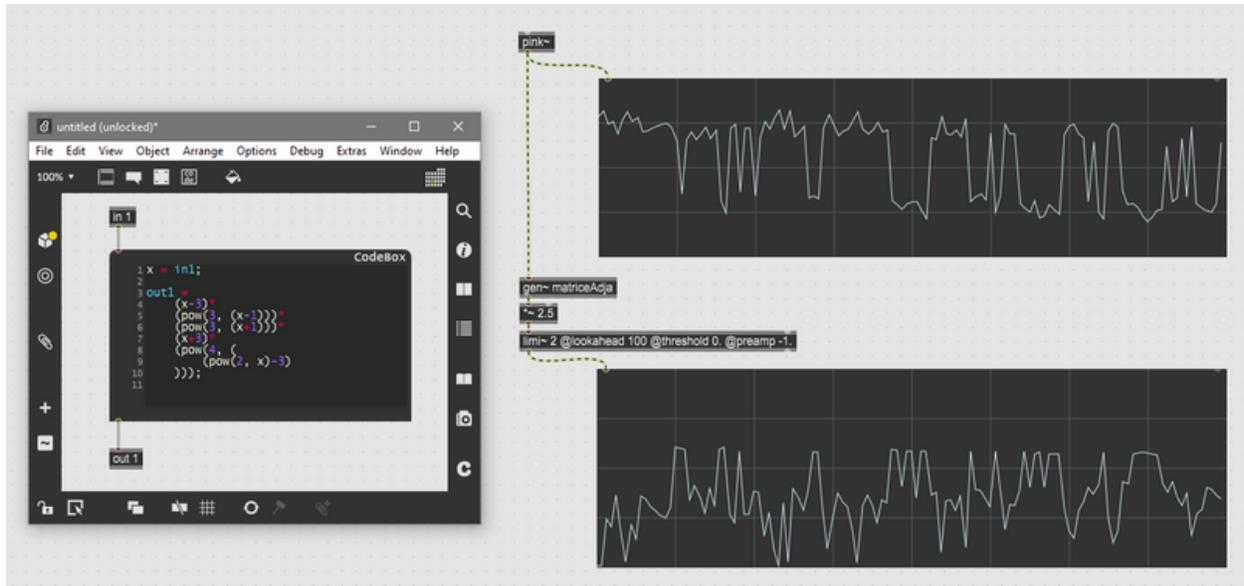 untitled (unlocked)*
File Edit View Object Arrange Options Debug Extras Window Help
100%
in 1
CodeBox
1 x = in1;
2
3 out1 =
4 (x-3)*
5 (pow(3, (x-1)))*
6 (pow(3, (x+1)))*
7 (x+3)*
8 (pow(4, (
9 (pow(2, x)-3)
10 )));
11
out 1
pink~
gen~ matriceAdja
*~ 2.5
limi~ 2 @lookahead 100 @threshold 0. @preamp -1.